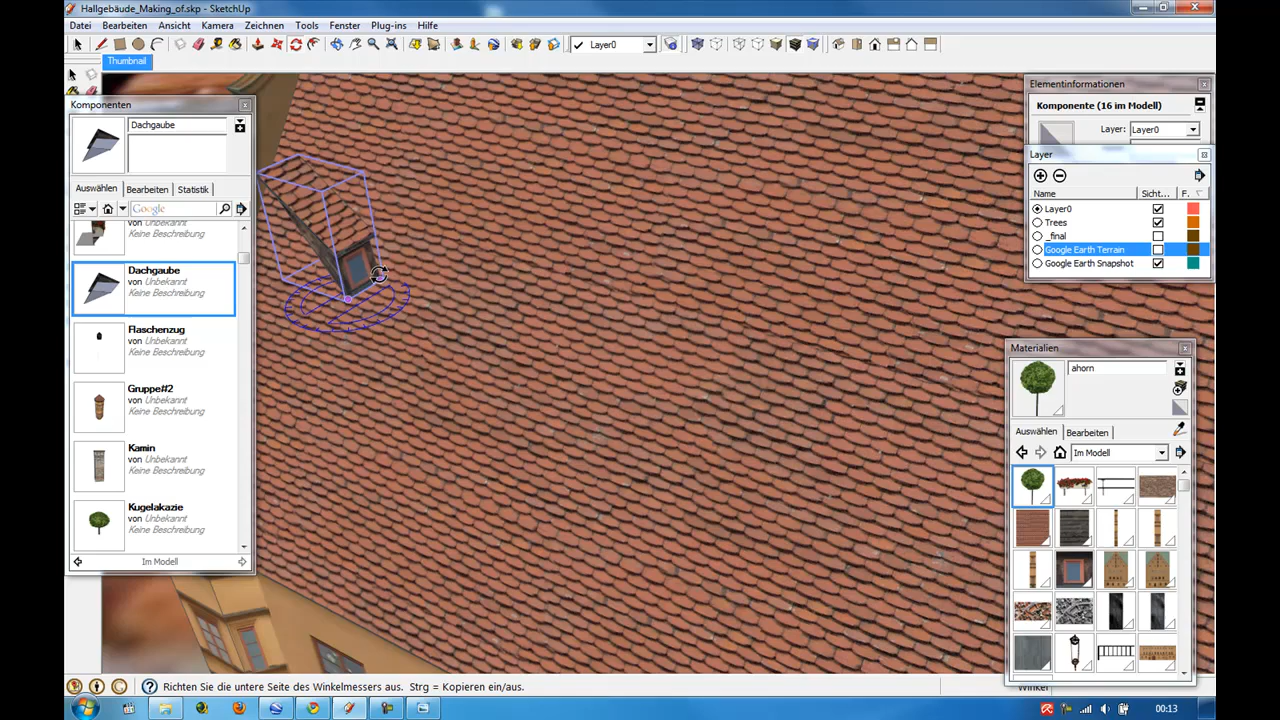 Hallgebäude_Making_of.skp - SketchUp
Datei Bearbeiten Ansicht Kamera Zeichnen Tools Fenster Plug-ins Hilfe
Layer0
Thumbnail
Komponenten
Dachgaube
Auswählen Bearbeiten Statistik
Google
von Unbekannt
Keine Beschreibung
Dachgaube
von Unbekannt
Keine Beschreibung
Flaschenzug
von Unbekannt
Keine Beschreibung
Gruppe#2
von Unbekannt
Keine Beschreibung
Kamin
von Unbekannt
Keine Beschreibung
Kugelakazie
von Unbekannt
Keine Beschreibung
Im Modell
Elementinformationen
Komponente (16 im Modell)
Layer: Layer0
Layer
Name Sicht... F.
Layer0
Trees
_final
Google Earth Terrain
Google Earth Snapshot
Materialien
ahorn
Auswählen Bearbeiten
Im Modell
Richten Sie die untere Seite des Winkelmessers aus. Strg = Kopieren ein/aus.
Winkel
00:13